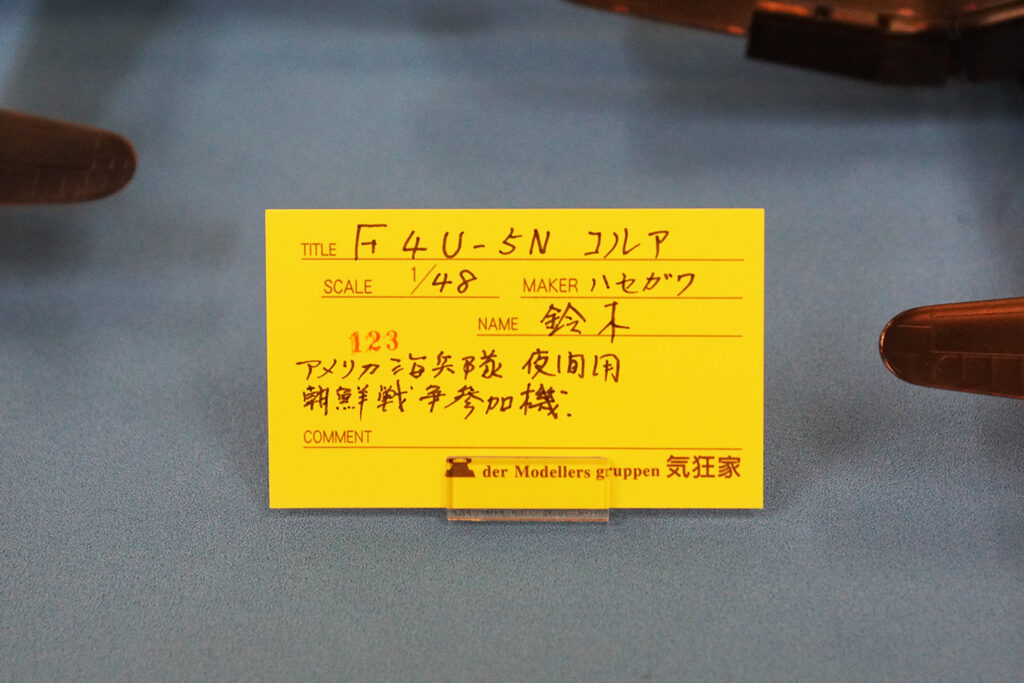 TITLE F4U-5N コルア
SCALE 1/48 MAKER ハセガワ
NAME 鈴木
123
アメリカ海兵隊 夜間用
朝鮮戦争参加機.
COMMENT
der Modellers gruppen 気狂家